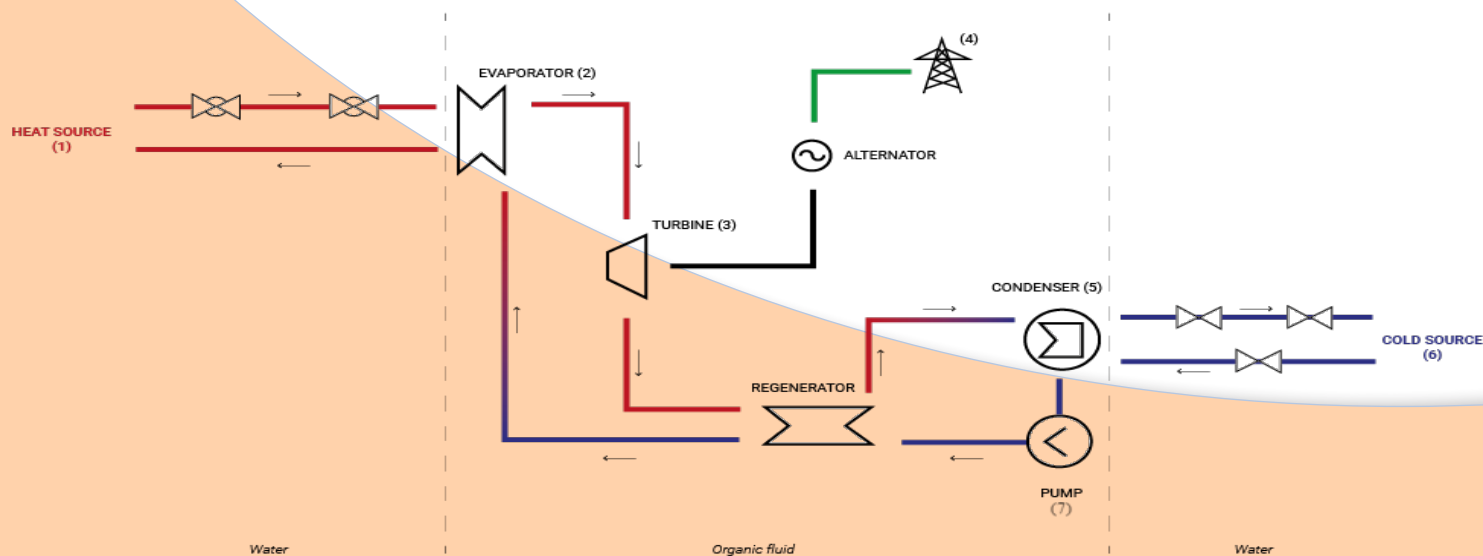 (4)
EVAPORATOR (2)
HEAT SOURCE
(1)
ALTERNATOR
TURBINE (3)
CONDENSER (5)
COLD SOURCE
(6)
REGENERATOR
PUMP
(7)
Water
Organic fluid
Water